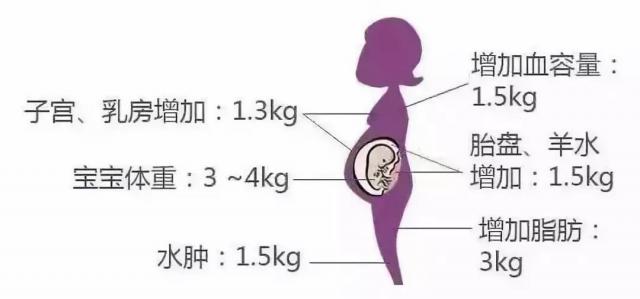 子宫、乳房增加：1.3kg
宝宝体重：3 ~4kg
水肿：1.5kg
增加血容量：
1.5kg
胎盘、羊水
增加：1.5kg
增加脂肪：
3kg